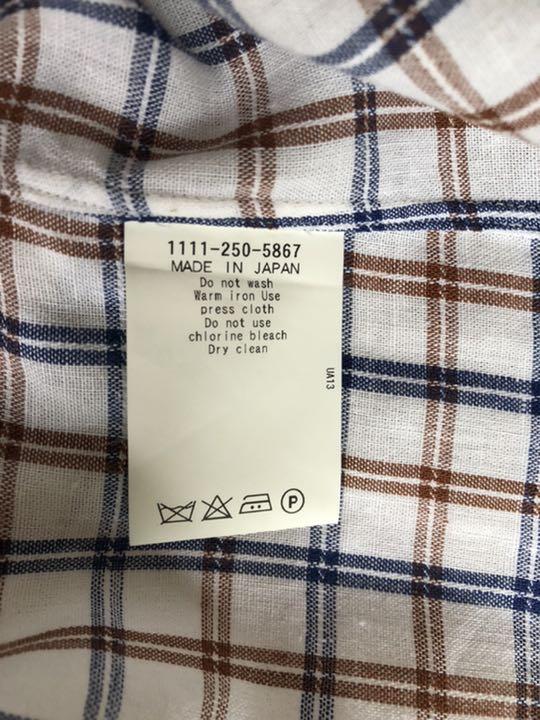 1111-250-5867
MADE IN JAPAN
Do not wash
Warm iron Use
press cloth
Do not use
chlorine bleach
Dry clean
UA13
P